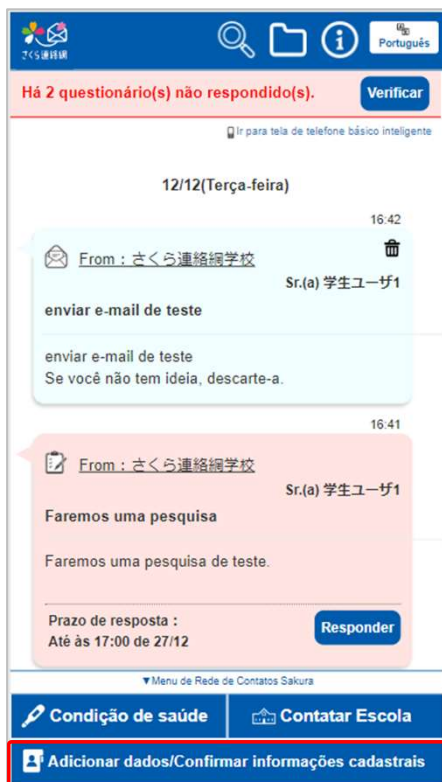 さくら連絡網
Português
Há 2 questionário(s) não respondido(s).
Verificar
Ir para tela de telefone básico inteligente
12/12(Terça-feira)
16:42
From：さくら連絡網学校
Sr.(a) 学生ユーザ1
enviar e-mail de teste
enviar e-mail de teste
Se você não tem ideia, descarte-a.
16:41
From：さくら連絡網学校
Sr.(a) 学生ユーザ1
Faremos uma pesquisa
Faremos uma pesquisa de teste.
Prazo de resposta :
Até às 17:00 de 27/12
Responder
▼Menu de Rede de Contatos Sakura
Condição de saúde
Contatar Escola
Adicionar dados/Confirmar informações cadastrais